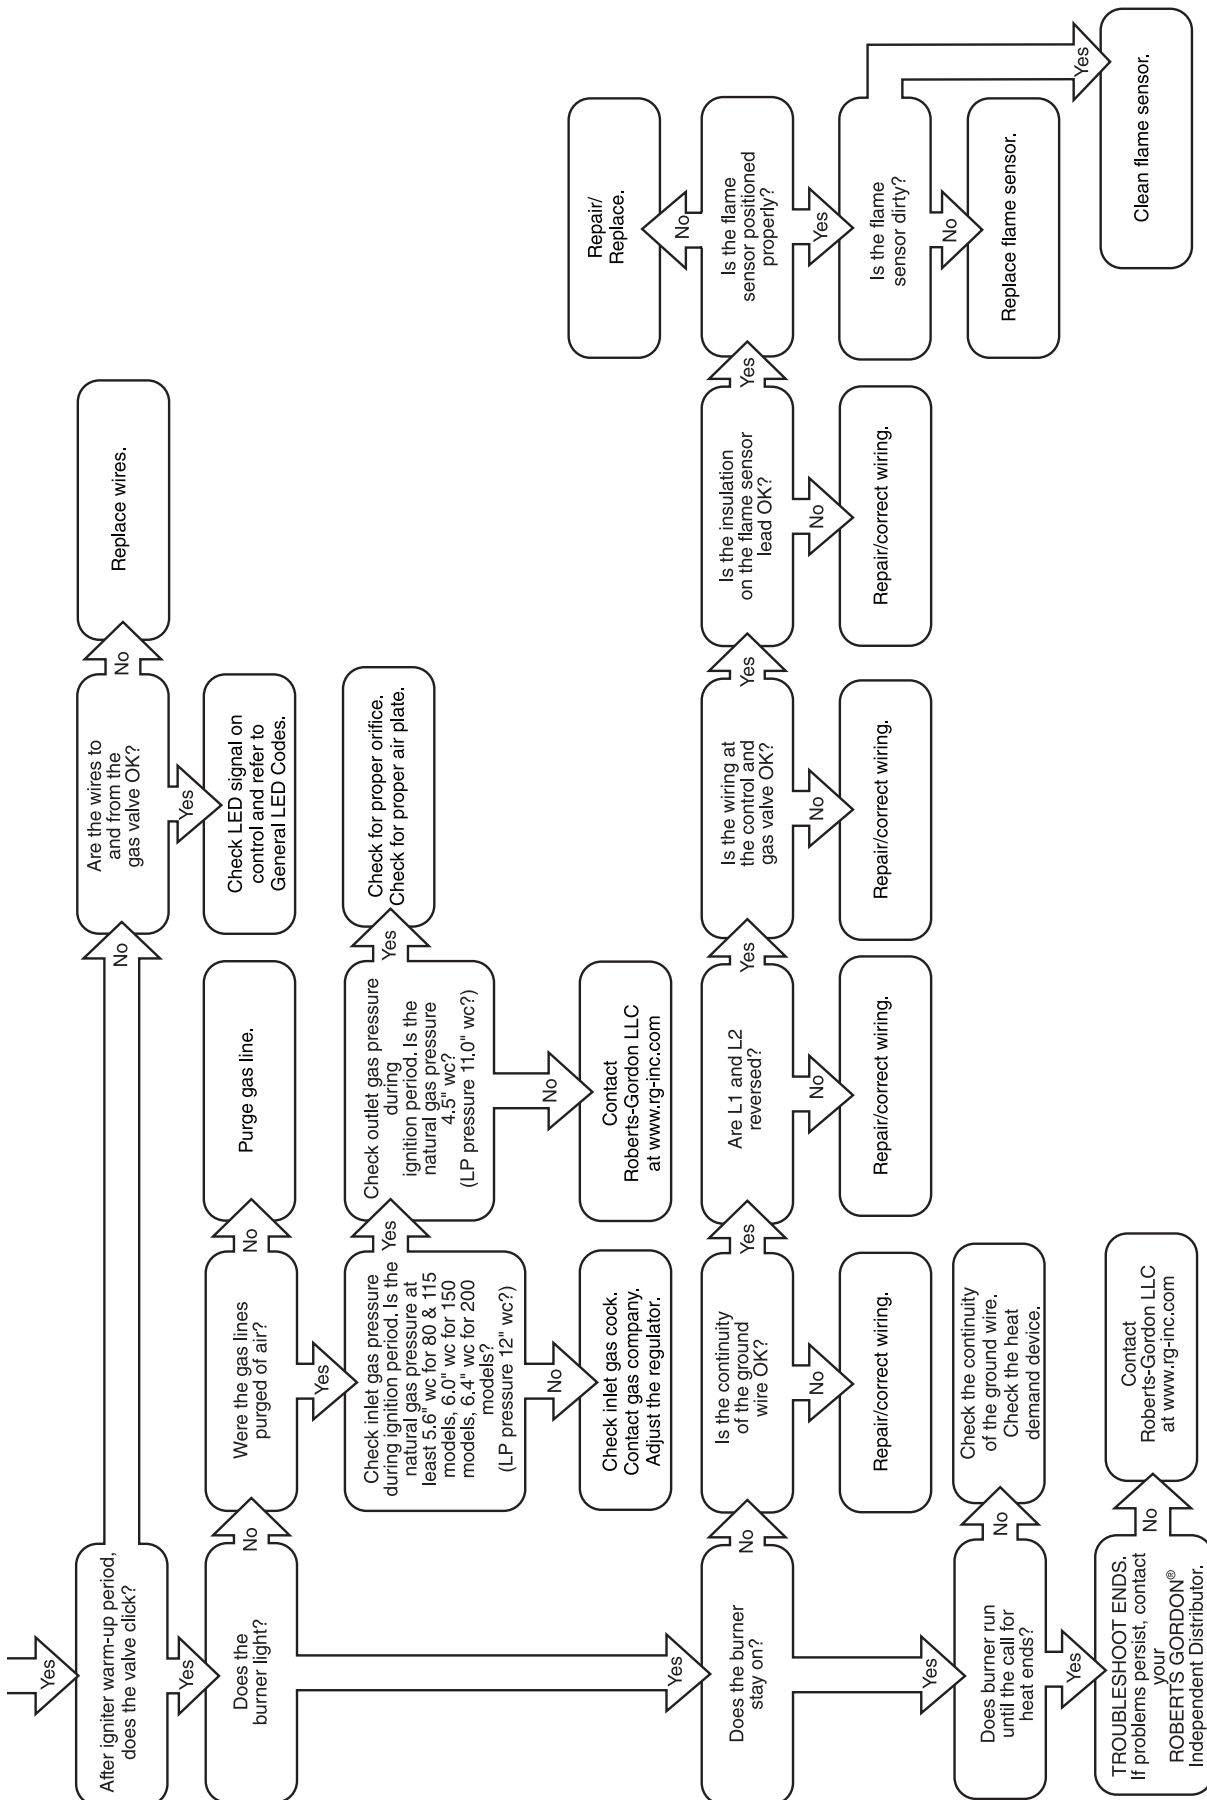 Yes
After igniter warm-up period,
does the valve click?
No
Are the wires to
and from the
gas valve OK?
No
Replace wires.
Yes
Check LED signal on
control and refer to
General LED Codes.
Yes
Does the
burner light?
No
Were the gas lines
purged of air?
No
Purge gas line.
Yes
Check inlet gas pressure
during ignition period. Is the
natural gas pressure at
least 5.6" wc for 80 & 115
models, 6.0" wc for 150
models, 6.4" wc for 200
models?
(LP pressure 12" wc?)
Yes
Check outlet gas pressure
during
ignition period. Is the
natural gas pressure
4.5" wc?
(LP pressure 11.0" wc?)
Yes
Check for proper orifice.
Check for proper air plate.
No
Check inlet gas cock.
Contact gas company.
Adjust the regulator.
No
Contact
Roberts-Gordon LLC
at www.rg-inc.com
Yes
Does the burner
stay on?
No
Is the continuity
of the ground
wire OK?
Yes
Are L1 and L2
reversed?
Yes
Is the wiring at
the control and
gas valve OK?
Yes
Is the insulation
on the flame sensor
lead OK?
Yes
Is the flame
sensor positioned
properly?
No
Repair/
Replace.
No
Repair/correct wiring.
No
Repair/correct wiring.
No
Repair/correct wiring.
No
Repair/correct wiring.
Yes
Is the flame
sensor dirty?
No
Replace flame sensor.
Yes
Clean flame sensor.
Yes
Does burner run
until the call for
heat ends?
No
Check the continuity
of the ground wire.
Check the heat
demand device.
Yes
TROUBLESHOOT ENDS.
If problems persist, contact
your
ROBERTS GORDON®
Independent Distributor.
No
Contact
Roberts-Gordon LLC
at www.rg-inc.com